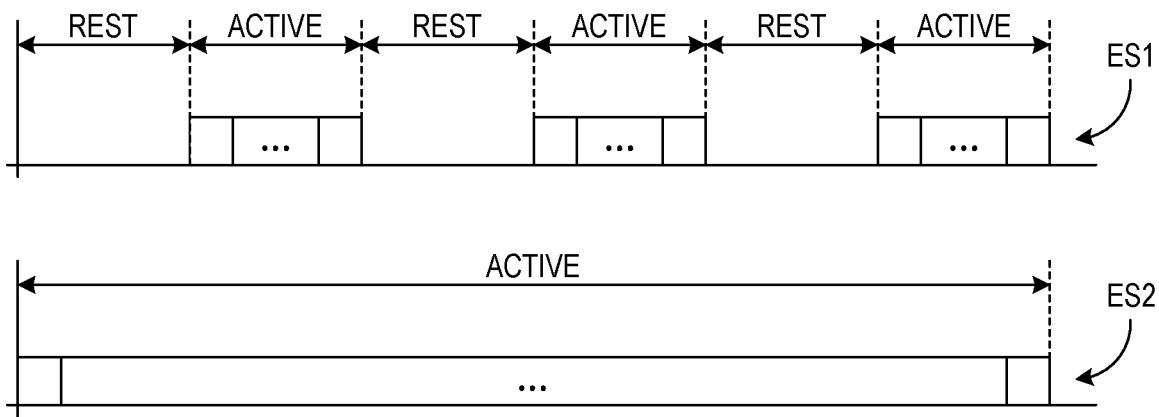 REST ACTIVE REST ACTIVE REST ACTIVE
ES1
... ... ...
ACTIVE
ES2
...